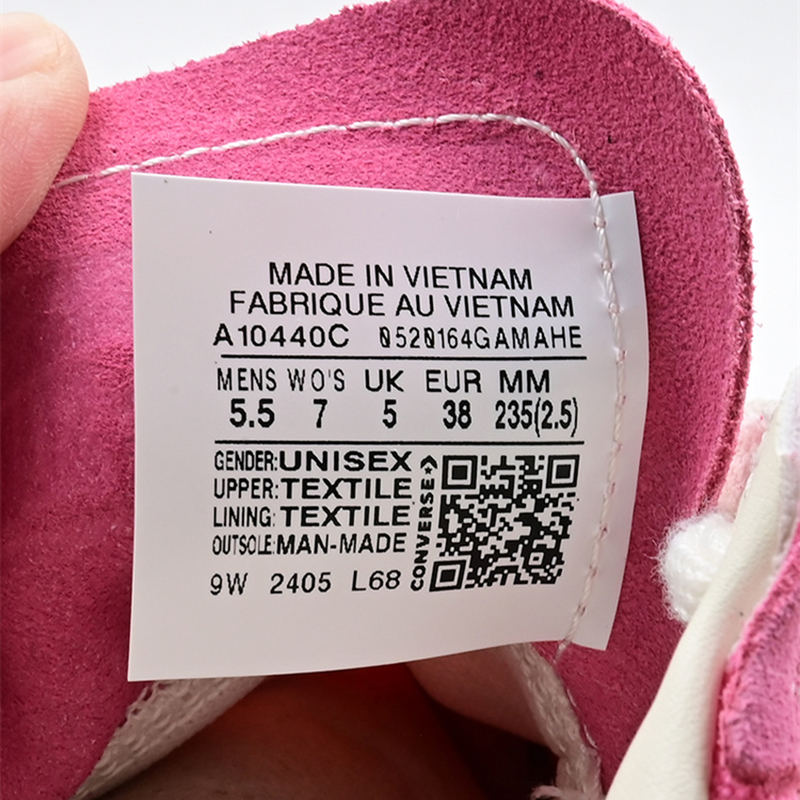 MADE IN VIETNAM
FABRIQUE AU VIETNAM
A10440C 0520164GAMAHE
MENS WO'S UK EUR MM
5.5 7 5 38 235(2.5)
GENDER:UNISEX
UPPER:TEXTILE
LINING:TEXTILE
OUTSOLE:MAN-MADE
9W 2405 L68
CONVERSE